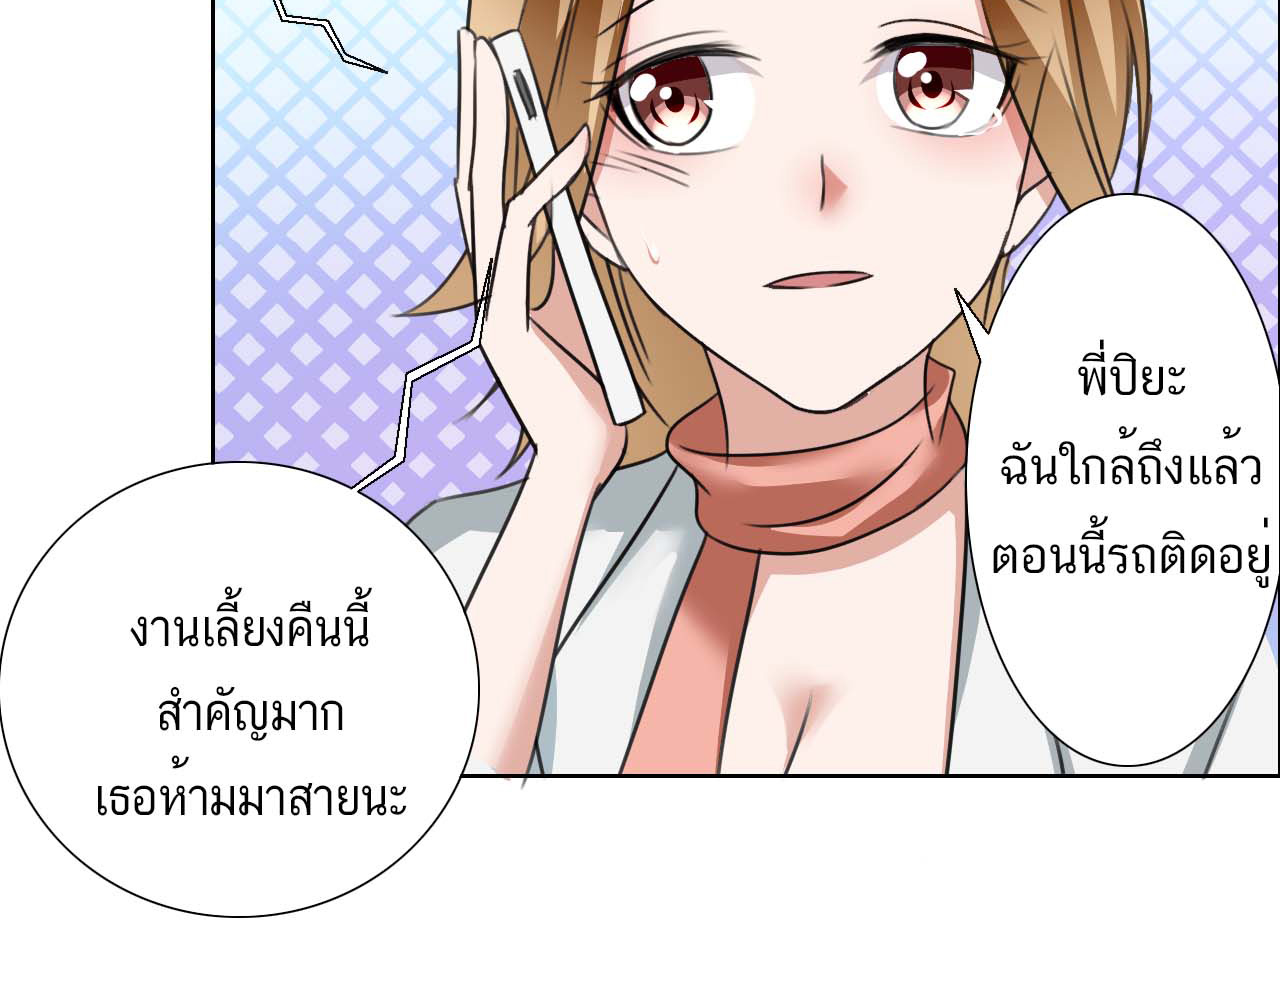 พี่ปิยะ
ฉันใกล้ถึงแล้ว
ตอนนี้รถติดอยู่
งานเลี้ยงคืนนี้
สำคัญมาก
เธอห้ามมาสายนะ